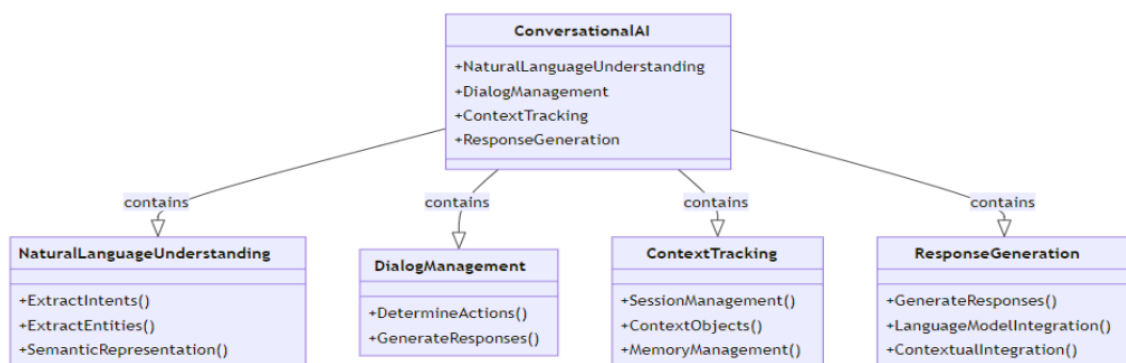 ConversationalAI
+NaturalLanguageUnderstanding
+DialogManagement
+ContextTracking
+ResponseGeneration
contains
contains
contains
contains
NaturalLanguageUnderstanding
+ExtractIntents()
+ExtractEntities()
+SemanticRepresentation()
DialogManagement
+DetermineActions()
+GenerateResponses()
ContextTracking
+SessionManagement()
+ContextObjects()
+MemoryManagement()
ResponseGeneration
+GenerateResponses()
+LanguageModelIntegration()
+ContextualIntegration()